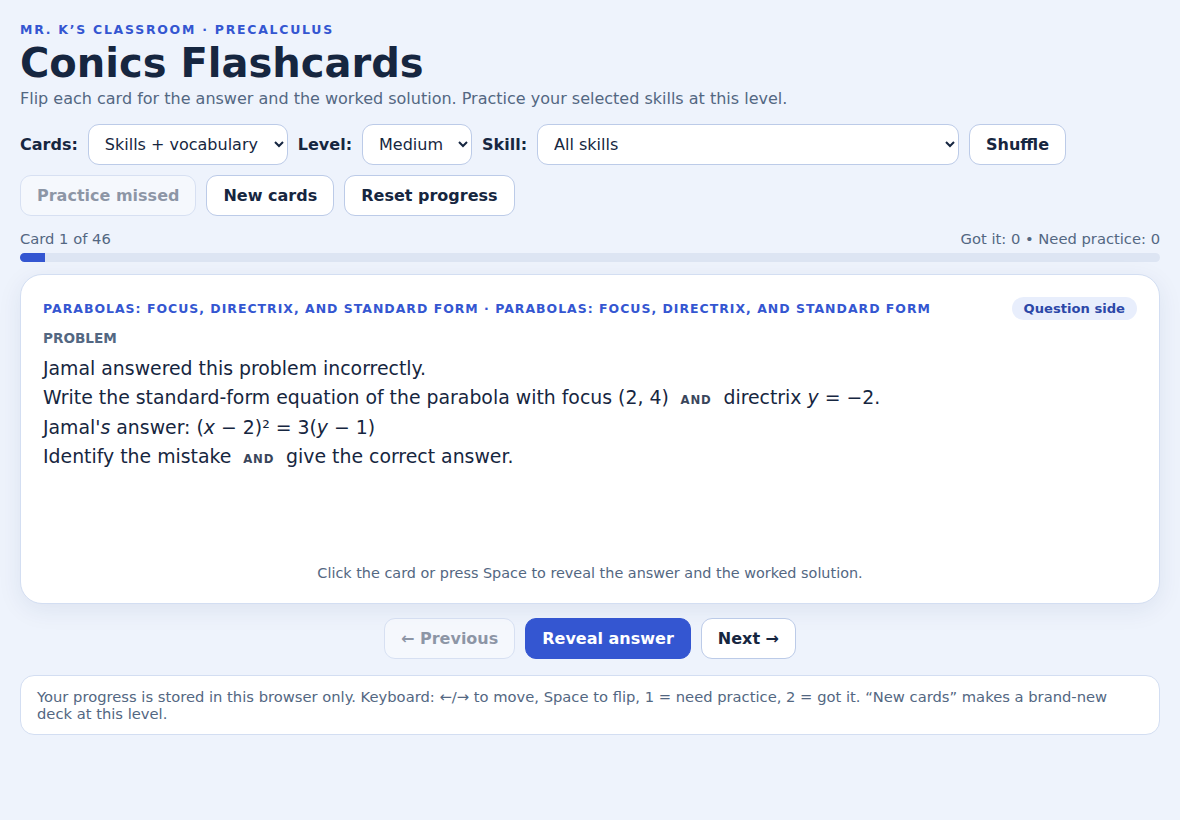 MR. K’S CLASSROOM · PRECALCULUS
Conics Flashcards
Flip each card for the answer and the worked solution. Practice your selected skills at this level.
Cards: Skills + vocabulary Level: Medium Skill: All skills Shuffle
Practice missed New cards Reset progress
Card 1 of 46 Got it: 0 • Need practice: 0
PARABOLAS: FOCUS, DIRECTRIX, AND STANDARD FORM · PARABOLAS: FOCUS, DIRECTRIX, AND STANDARD FORM Question side
PROBLEM
Jamal answered this problem incorrectly.
Write the standard-form equation of the parabola with focus (2, 4) AND directrix y = −2.
Jamal's answer: (x − 2)² = 3(y − 1)
Identify the mistake AND give the correct answer.
Click the card or press Space to reveal the answer and the worked solution.
← Previous Reveal answer Next →
Your progress is stored in this browser only. Keyboard: ←/→ to move, Space to flip, 1 = need practice, 2 = got it. “New cards” makes a brand-new
deck at this level.